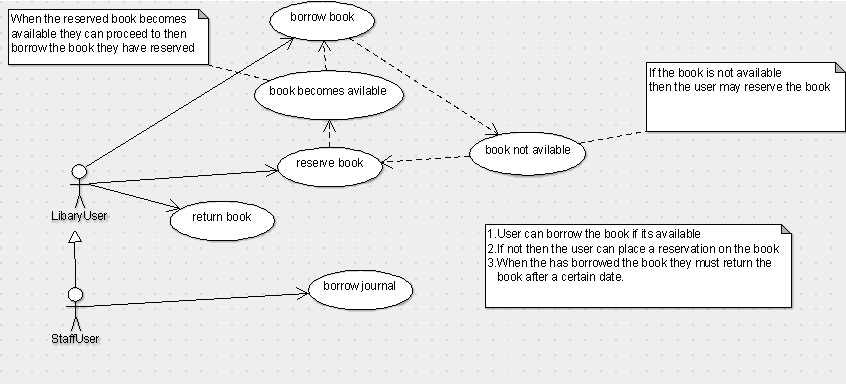 When the reserved book becomes
available they can proceed to then
borrow the book they have reserved
borrow book
book becomes avilable
If the book is not available
then the user may reserve the book
book not avilable
reserve book
LibaryUser
return book
1.User can borrow the book if its available
2.If not then the user can place a reservation on the book
3.When the has borrowed the book they must return the
book after a certain date.
borrow journal
StaffUser